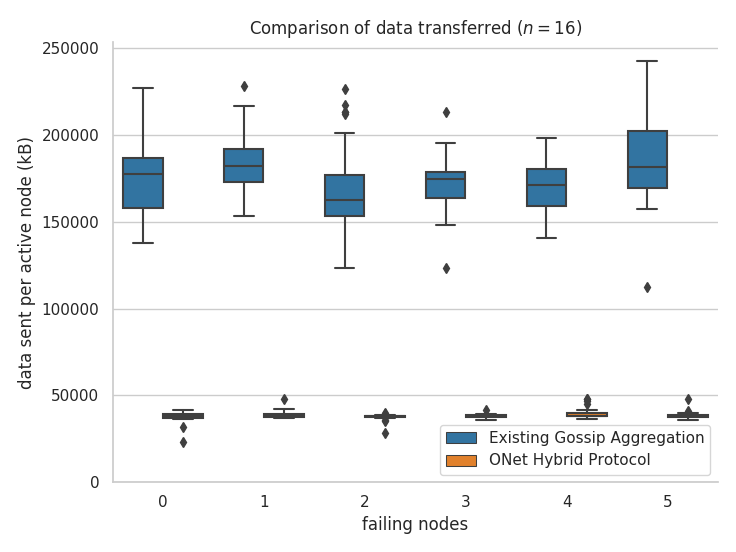 Comparison of data transferred (n = 16)
data sent per active node (kB)
250000
200000
150000
100000
50000
0
Existing Gossip Aggregation
ONet Hybrid Protocol
0 1 2 3 4 5
failing nodes